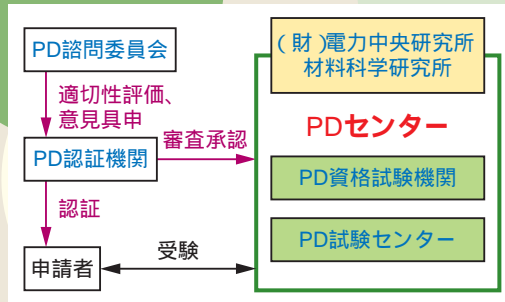 PD諮問委員会
適切性評価、
意見具申
PD認証機関
審査承認
認証
申請者
受験
(財)電力中央研究所
材料科学研究所
PDセンター
PD資格試験機関
PD試験センター